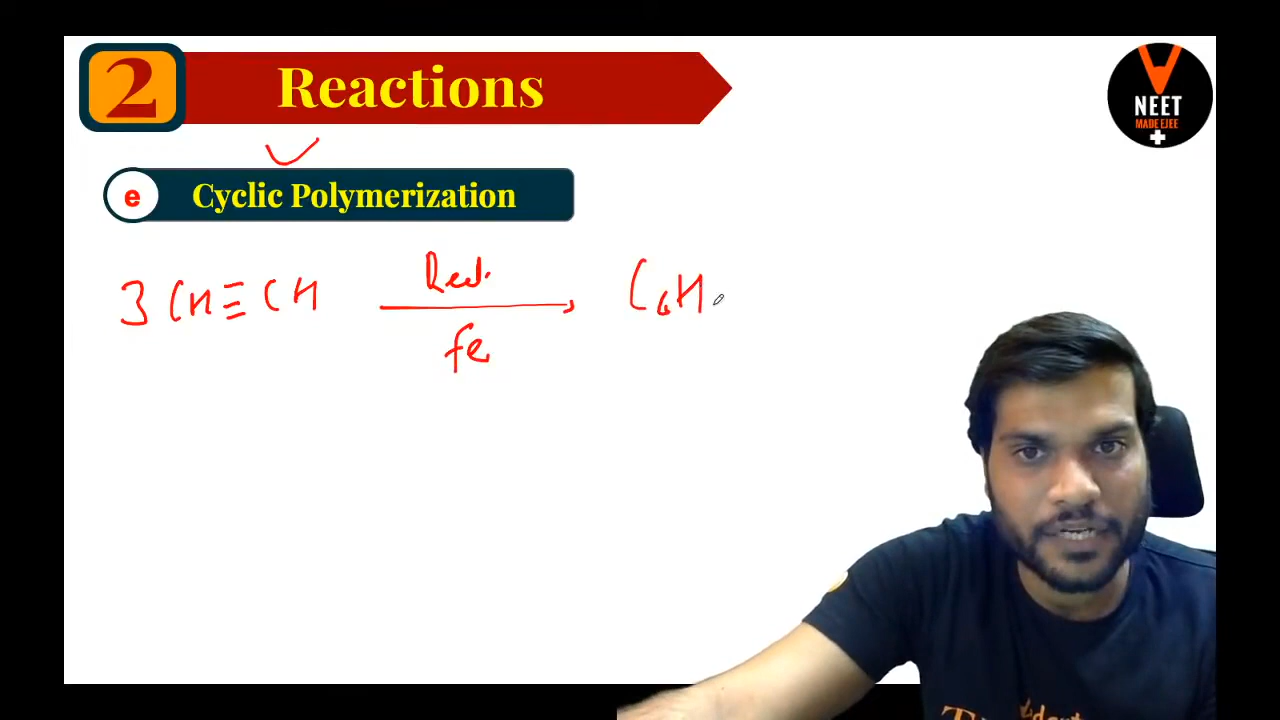 2 Reactions
NEET
MADE EJEE
e Cyclic Polymerization
3 CH≡CH
Red.
Fe
C₆H